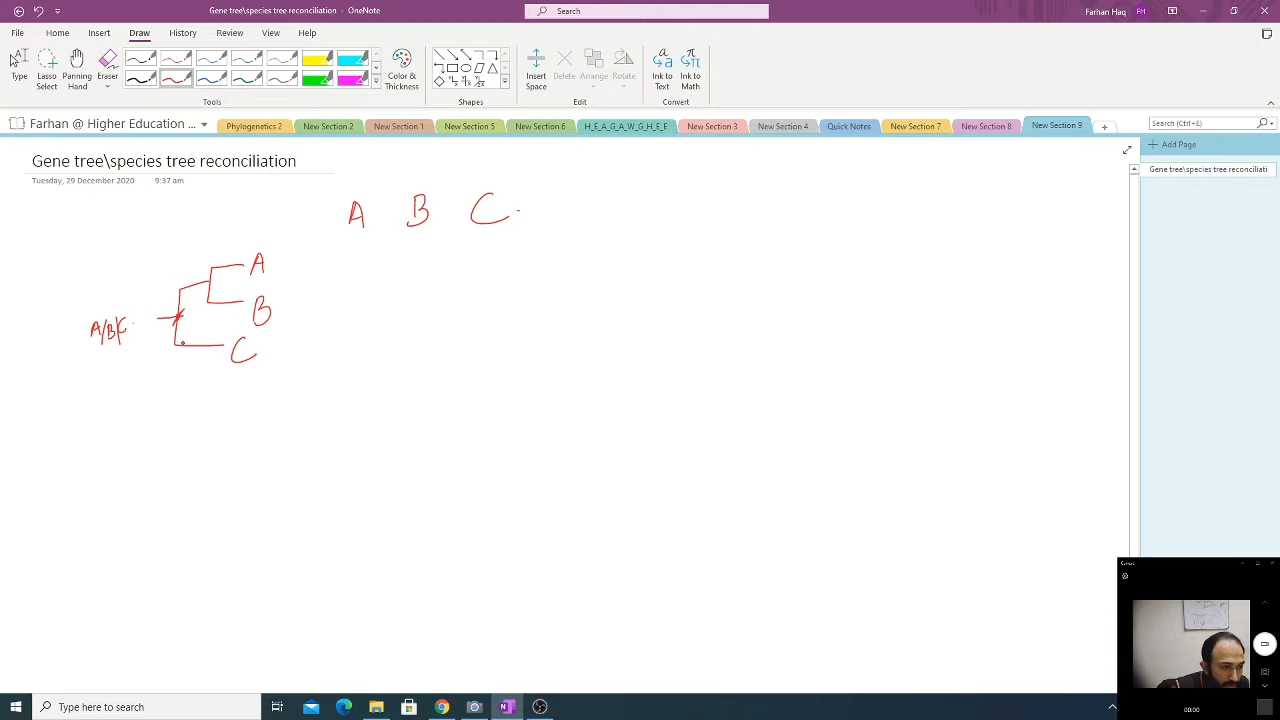 Gene tree\species tree reconciliation - OneNote
Search
Farhan Haq
FH
File Home Insert Draw History Review View Help
Type
Lasso Select
Panning Hand
Eraser
Color & Thickness
Insert Space
Delete
Arrange
Rotate
Ink to Text
Ink to Math
Tools
Shapes
Edit
Convert
Farhan @ Higher Education ...
Phylogenetics 2
New Section 2
New Section 1
New Section 5
New Section 6
H_E_A_G_A_W_G_H_E_E
New Section 3
New Section 4
Quick Notes
New Section 7
New Section 8
New Section 9
Search (Ctrl+E)
Add Page
Gene tree\species tree reconciliati
Gene tree\species tree reconciliation
Tuesday, 29 December 2020 9:37 am
A B C
A
B
A/B/C
C
Camera
00:00
Type here to search